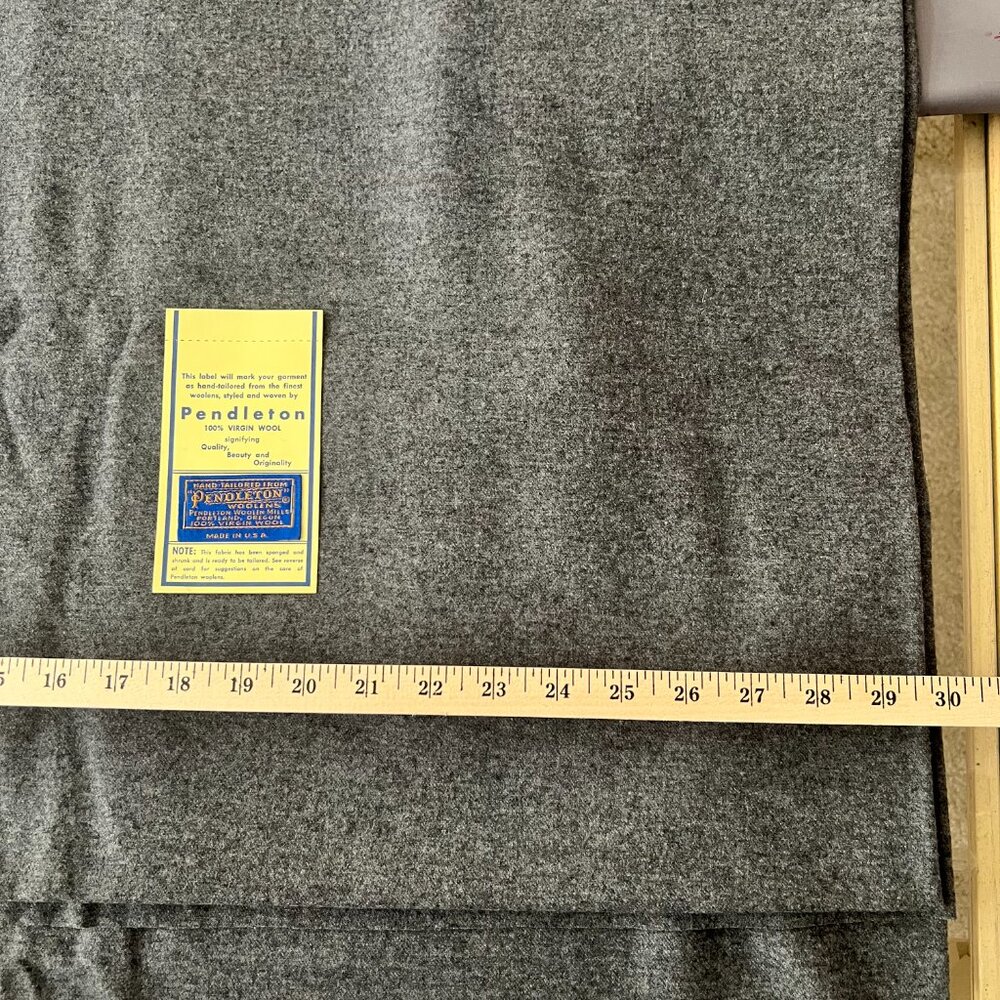 This label will mark your garment
as hand-tailored from the finest
woolens, styled and woven by
Pendleton
100% VIRGIN WOOL
signifying
Quality,
Beauty and
Originality
HAND-TAILORED FROM
"PENDLETON"®
WOOLENS
PENDLETON WOOLEN MILLS
PORTLAND, OREGON
100% VIRGIN WOOL
MADE IN U.S.A.
NOTE: This fabric has been sponged and
shrunk and is ready to be tailored. See reverse
of card for suggestions on the care of
Pendleton woolens.
5 16 17 18 19 20 21 22 23 24 25 26 27 28 29 30